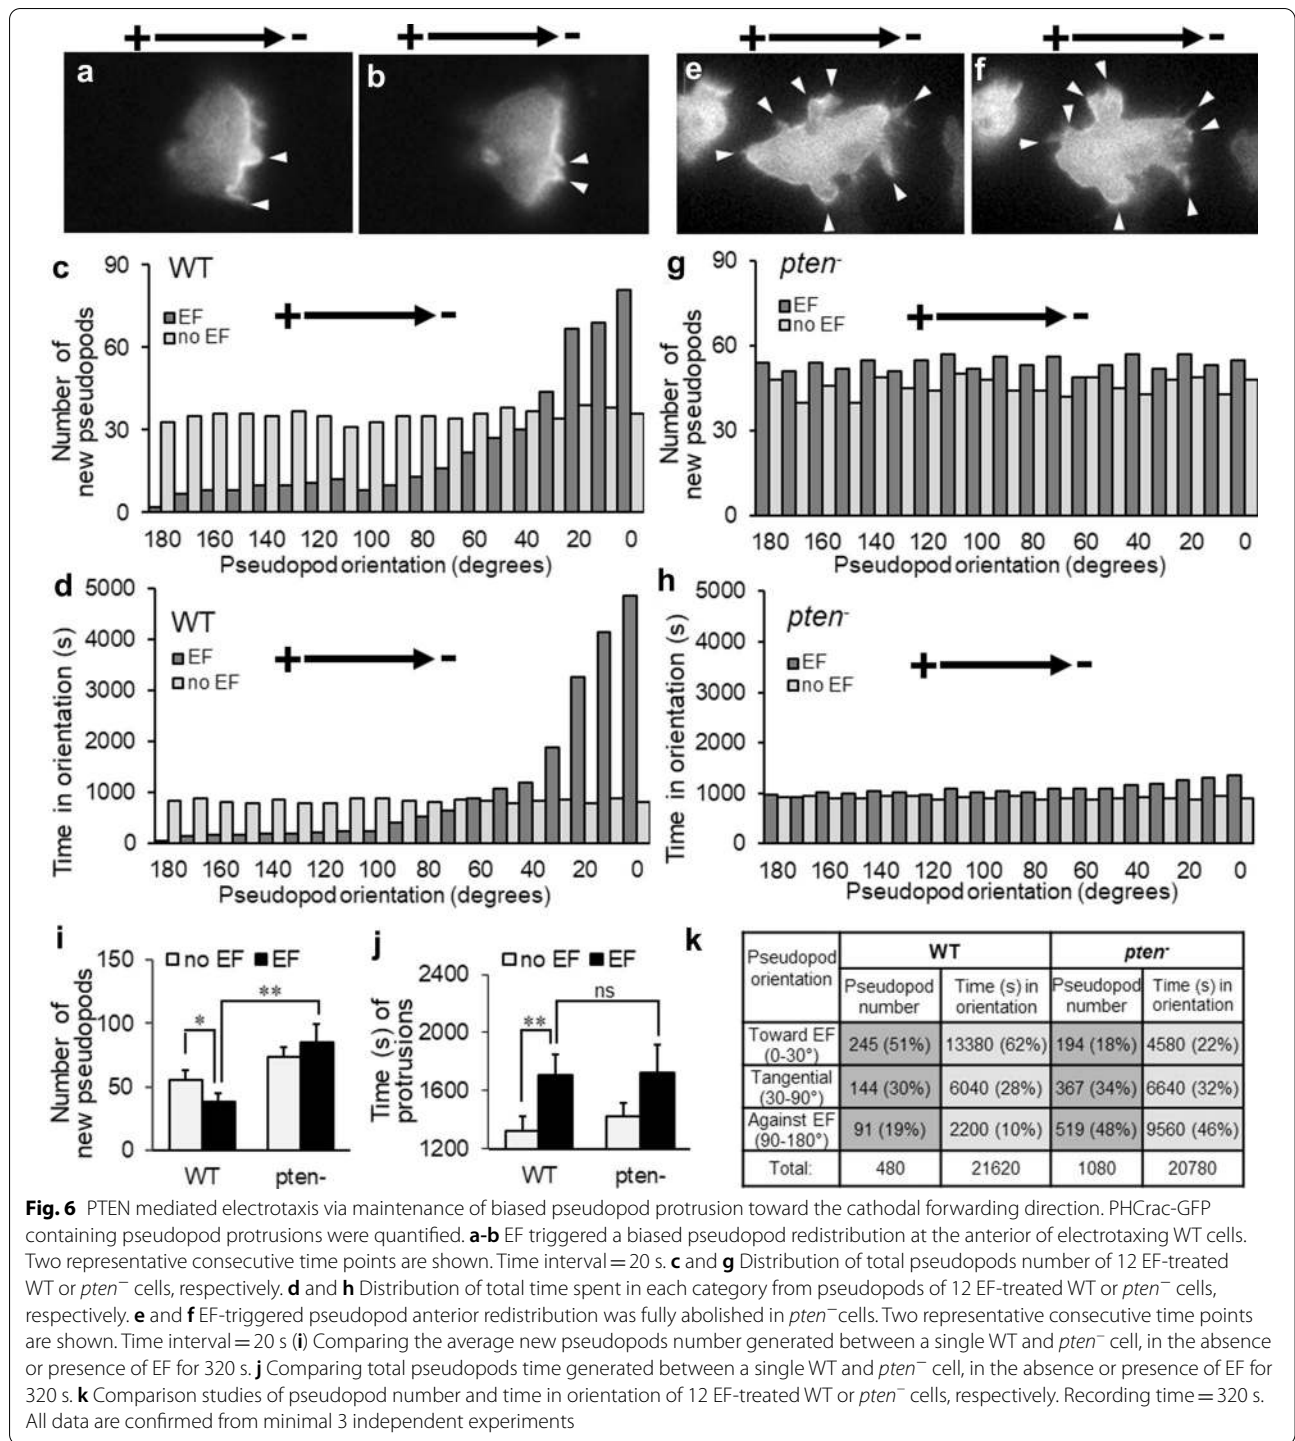 + -
+ -
+ -
+ -
a
b
e
f
c
90
WT
EF
no EF
+ -
60
30
0
Number of
new pseudopods
180 160 140 120 100 80 60 40 20 0
Pseudopod orientation (degrees)
g
90
pten-
EF
no EF
+ -
60
30
0
Number of
new pseudopods
180 160 140 120 100 80 60 40 20 0
Pseudopod orientation (degrees)
d
5000
WT
4000
EF
no EF
+ -
3000
2000
1000
0
Time in orientation (s)
180 160 140 120 100 80 60 40 20 0
Pseudopod orientation (degrees)
h
5000
pten-
4000
EF
no EF
+ -
3000
2000
1000
0
Time in orientation (s)
180 160 140 120 100 80 60 40 20 0
Pseudopod orientation (degrees)
i
150
no EF EF
**
100
*
50
0
Number of
new pseudopods
WT pten-
j
no EF EF
2400
ns
2000
**
1600
1200
Time (s) of
protrusions
WT pten-
k
Pseudopod orientation WT pten-
Pseudopod number Time (s) in orientation Pseudopod number Time (s) in orientation
Toward EF (0-30°) 245 (51%) 13380 (62%) 194 (18%) 4580 (22%)
Tangential (30-90°) 144 (30%) 6040 (28%) 367 (34%) 6640 (32%)
Against EF (90-180°) 91 (19%) 2200 (10%) 519 (48%) 9560 (46%)
Total: 480 21620 1080 20780
Fig. 6 PTEN mediated electrotaxis via maintenance of biased pseudopod protrusion toward the cathodal forwarding direction. PHCrac-GFP
containing pseudopod protrusions were quantified. a-b EF triggered a biased pseudopod redistribution at the anterior of electrotaxing WT cells.
Two representative consecutive time points are shown. Time interval = 20 s. c and g Distribution of total pseudopods number of 12 EF-treated
WT or pten− cells, respectively. d and h Distribution of total time spent in each category from pseudopods of 12 EF-treated WT or pten− cells,
respectively. e and f EF-triggered pseudopod anterior redistribution was fully abolished in pten−cells. Two representative consecutive time points
are shown. Time interval = 20 s (i) Comparing the average new pseudopods number generated between a single WT and pten− cell, in the absence
or presence of EF for 320 s. j Comparing total pseudopods time generated between a single WT and pten− cell, in the absence or presence of EF for
320 s. k Comparison studies of pseudopod number and time in orientation of 12 EF-treated WT or pten− cells, respectively. Recording time = 320 s.
All data are confirmed from minimal 3 independent experiments